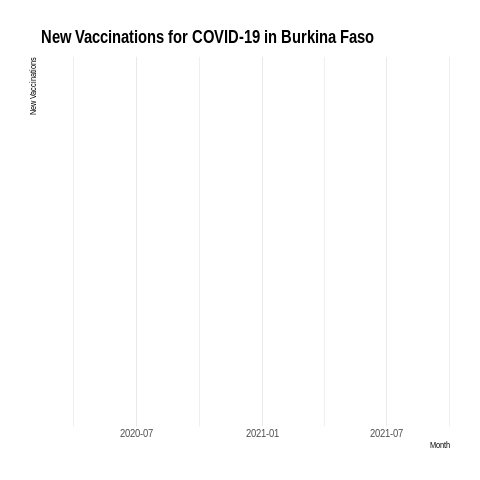 New Vaccinations for COVID-19 in Burkina Faso
New Vaccinations
2020-07
2021-01
2021-07
Month